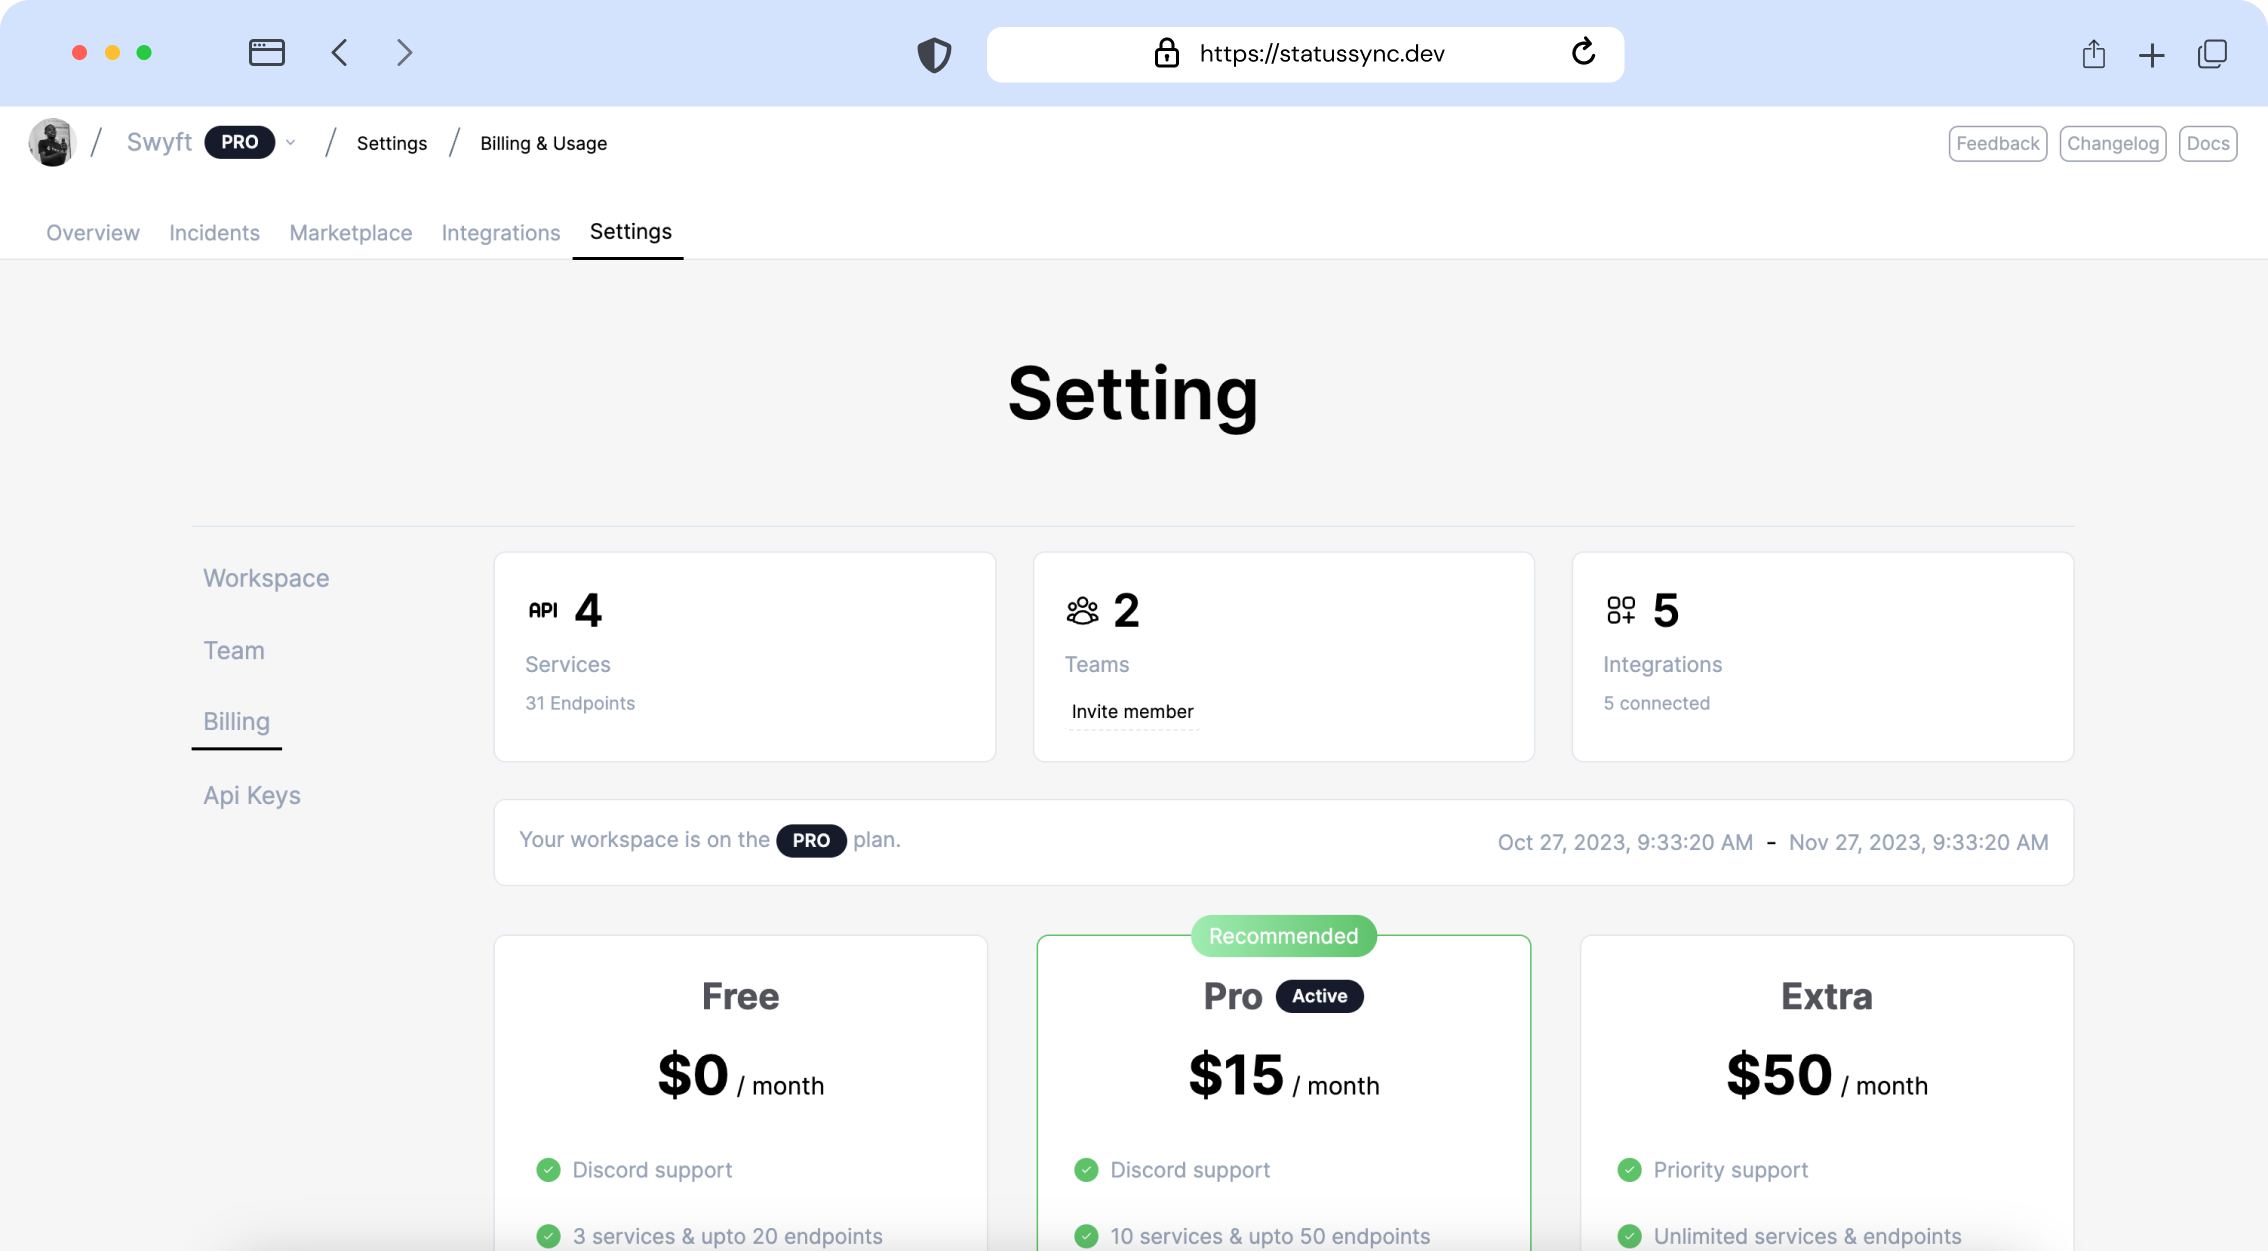 https://statussync.dev
/ Swyft PRO / Settings / Billing & Usage
Feedback Changelog Docs
Overview Incidents Marketplace Integrations Settings
Setting
Workspace
Team
Billing
Api Keys
API 4
Services
31 Endpoints
2
Teams
Invite member
5
Integrations
5 connected
Your workspace is on the PRO plan.
Oct 27, 2023, 9:33:20 AM - Nov 27, 2023, 9:33:20 AM
Free
$0 / month
Discord support
3 services & upto 20 endpoints
Recommended
Pro Active
$15 / month
Discord support
10 services & upto 50 endpoints
Extra
$50 / month
Priority support
Unlimited services & endpoints